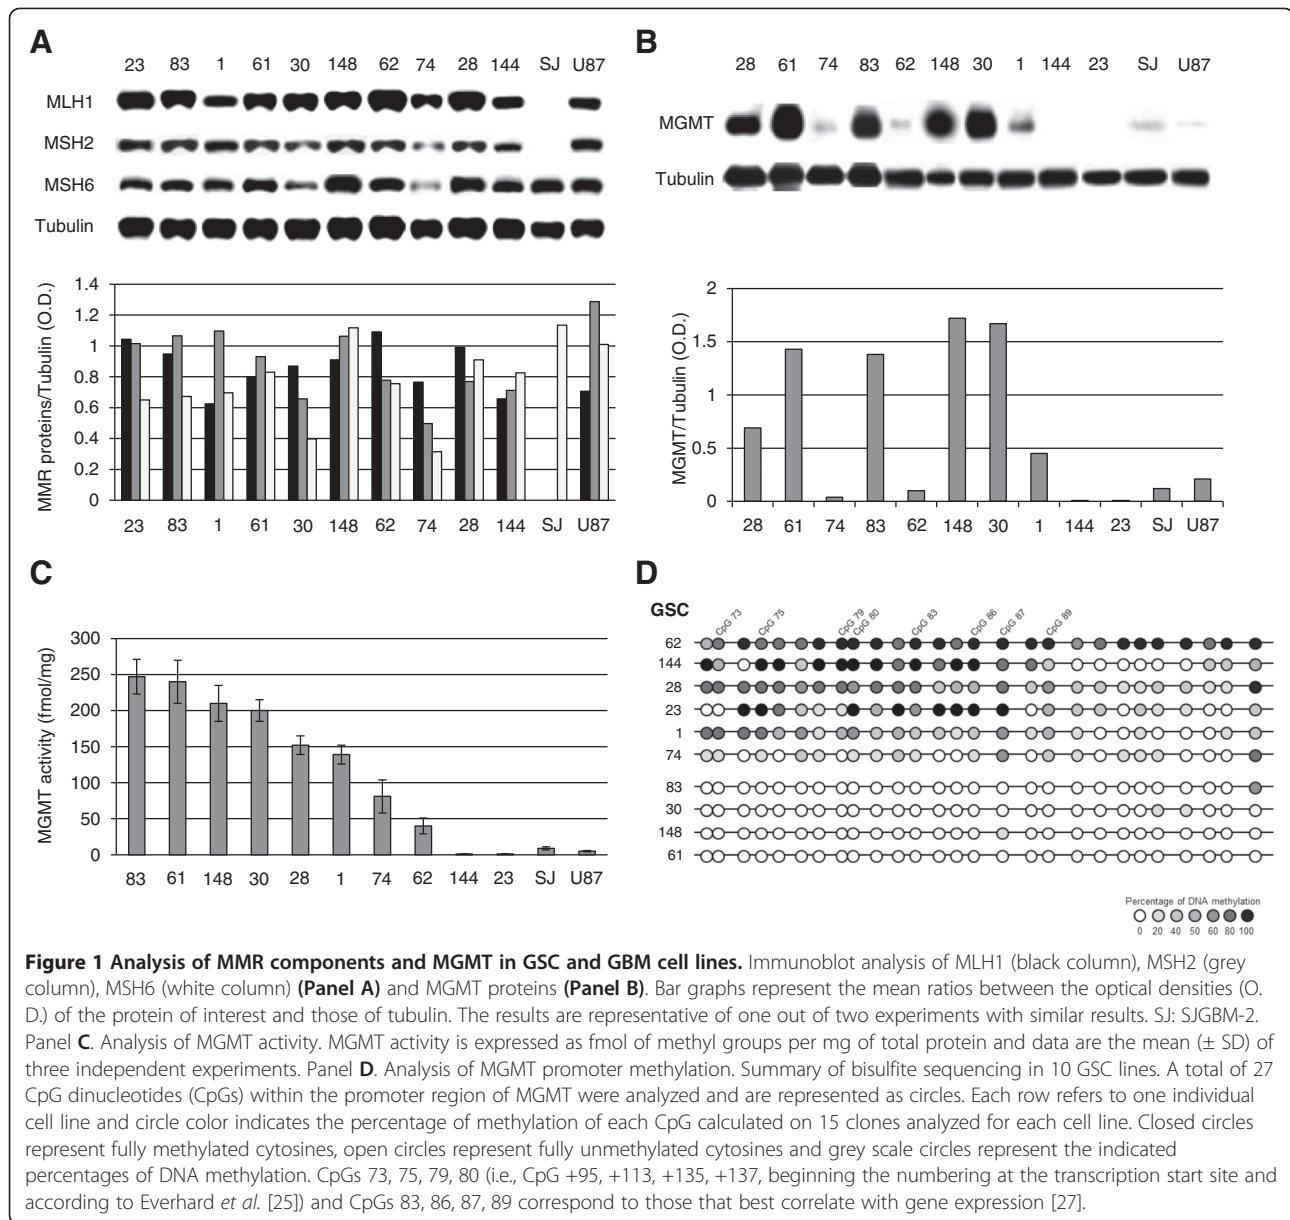 A
23 83 1 61 30 148 62 74 28 144 SJ U87
MLH1
MSH2
MSH6
Tubulin
MMR proteins/Tubulin (O.D.)
1.4
1.2
1
0.8
0.6
0.4
0.2
0
23 83 1 61 30 148 62 74 28 144 SJ U87
B
28 61 74 83 62 148 30 1 144 23 SJ U87
MGMT
Tubulin
MGMT/Tubulin (O.D.)
2
1.5
1
0.5
0
28 61 74 83 62 148 30 1 144 23 SJ U87
C
MGMT activity (fmol/mg)
300
250
200
150
100
50
0
83 61 148 30 28 1 74 62 144 23 SJ U87
D
GSC
CpG 73 CpG 75 CpG 79 CpG 80 CpG 83 CpG 86 CpG 87 CpG 89
62
144
28
23
1
74
83
30
148
61
Percentage of DNA methylation
0 20 40 50 60 80 100
Figure 1 Analysis of MMR components and MGMT in GSC and GBM cell lines. Immunoblot analysis of MLH1 (black column), MSH2 (grey
column), MSH6 (white column) (Panel A) and MGMT proteins (Panel B). Bar graphs represent the mean ratios between the optical densities (O.
D.) of the protein of interest and those of tubulin. The results are representative of one out of two experiments with similar results. SJ: SJGBM-2.
Panel C. Analysis of MGMT activity. MGMT activity is expressed as fmol of methyl groups per mg of total protein and data are the mean (± SD) of
three independent experiments. Panel D. Analysis of MGMT promoter methylation. Summary of bisulfite sequencing in 10 GSC lines. A total of 27
CpG dinucleotides (CpGs) within the promoter region of MGMT were analyzed and are represented as circles. Each row refers to one individual
cell line and circle color indicates the percentage of methylation of each CpG calculated on 15 clones analyzed for each cell line. Closed circles
represent fully methylated cytosines, open circles represent fully unmethylated cytosines and grey scale circles represent the indicated
percentages of DNA methylation. CpGs 73, 75, 79, 80 (i.e., CpG +95, +113, +135, +137, beginning the numbering at the transcription start site and
according to Everhard et al. [25]) and CpGs 83, 86, 87, 89 correspond to those that best correlate with gene expression [27].